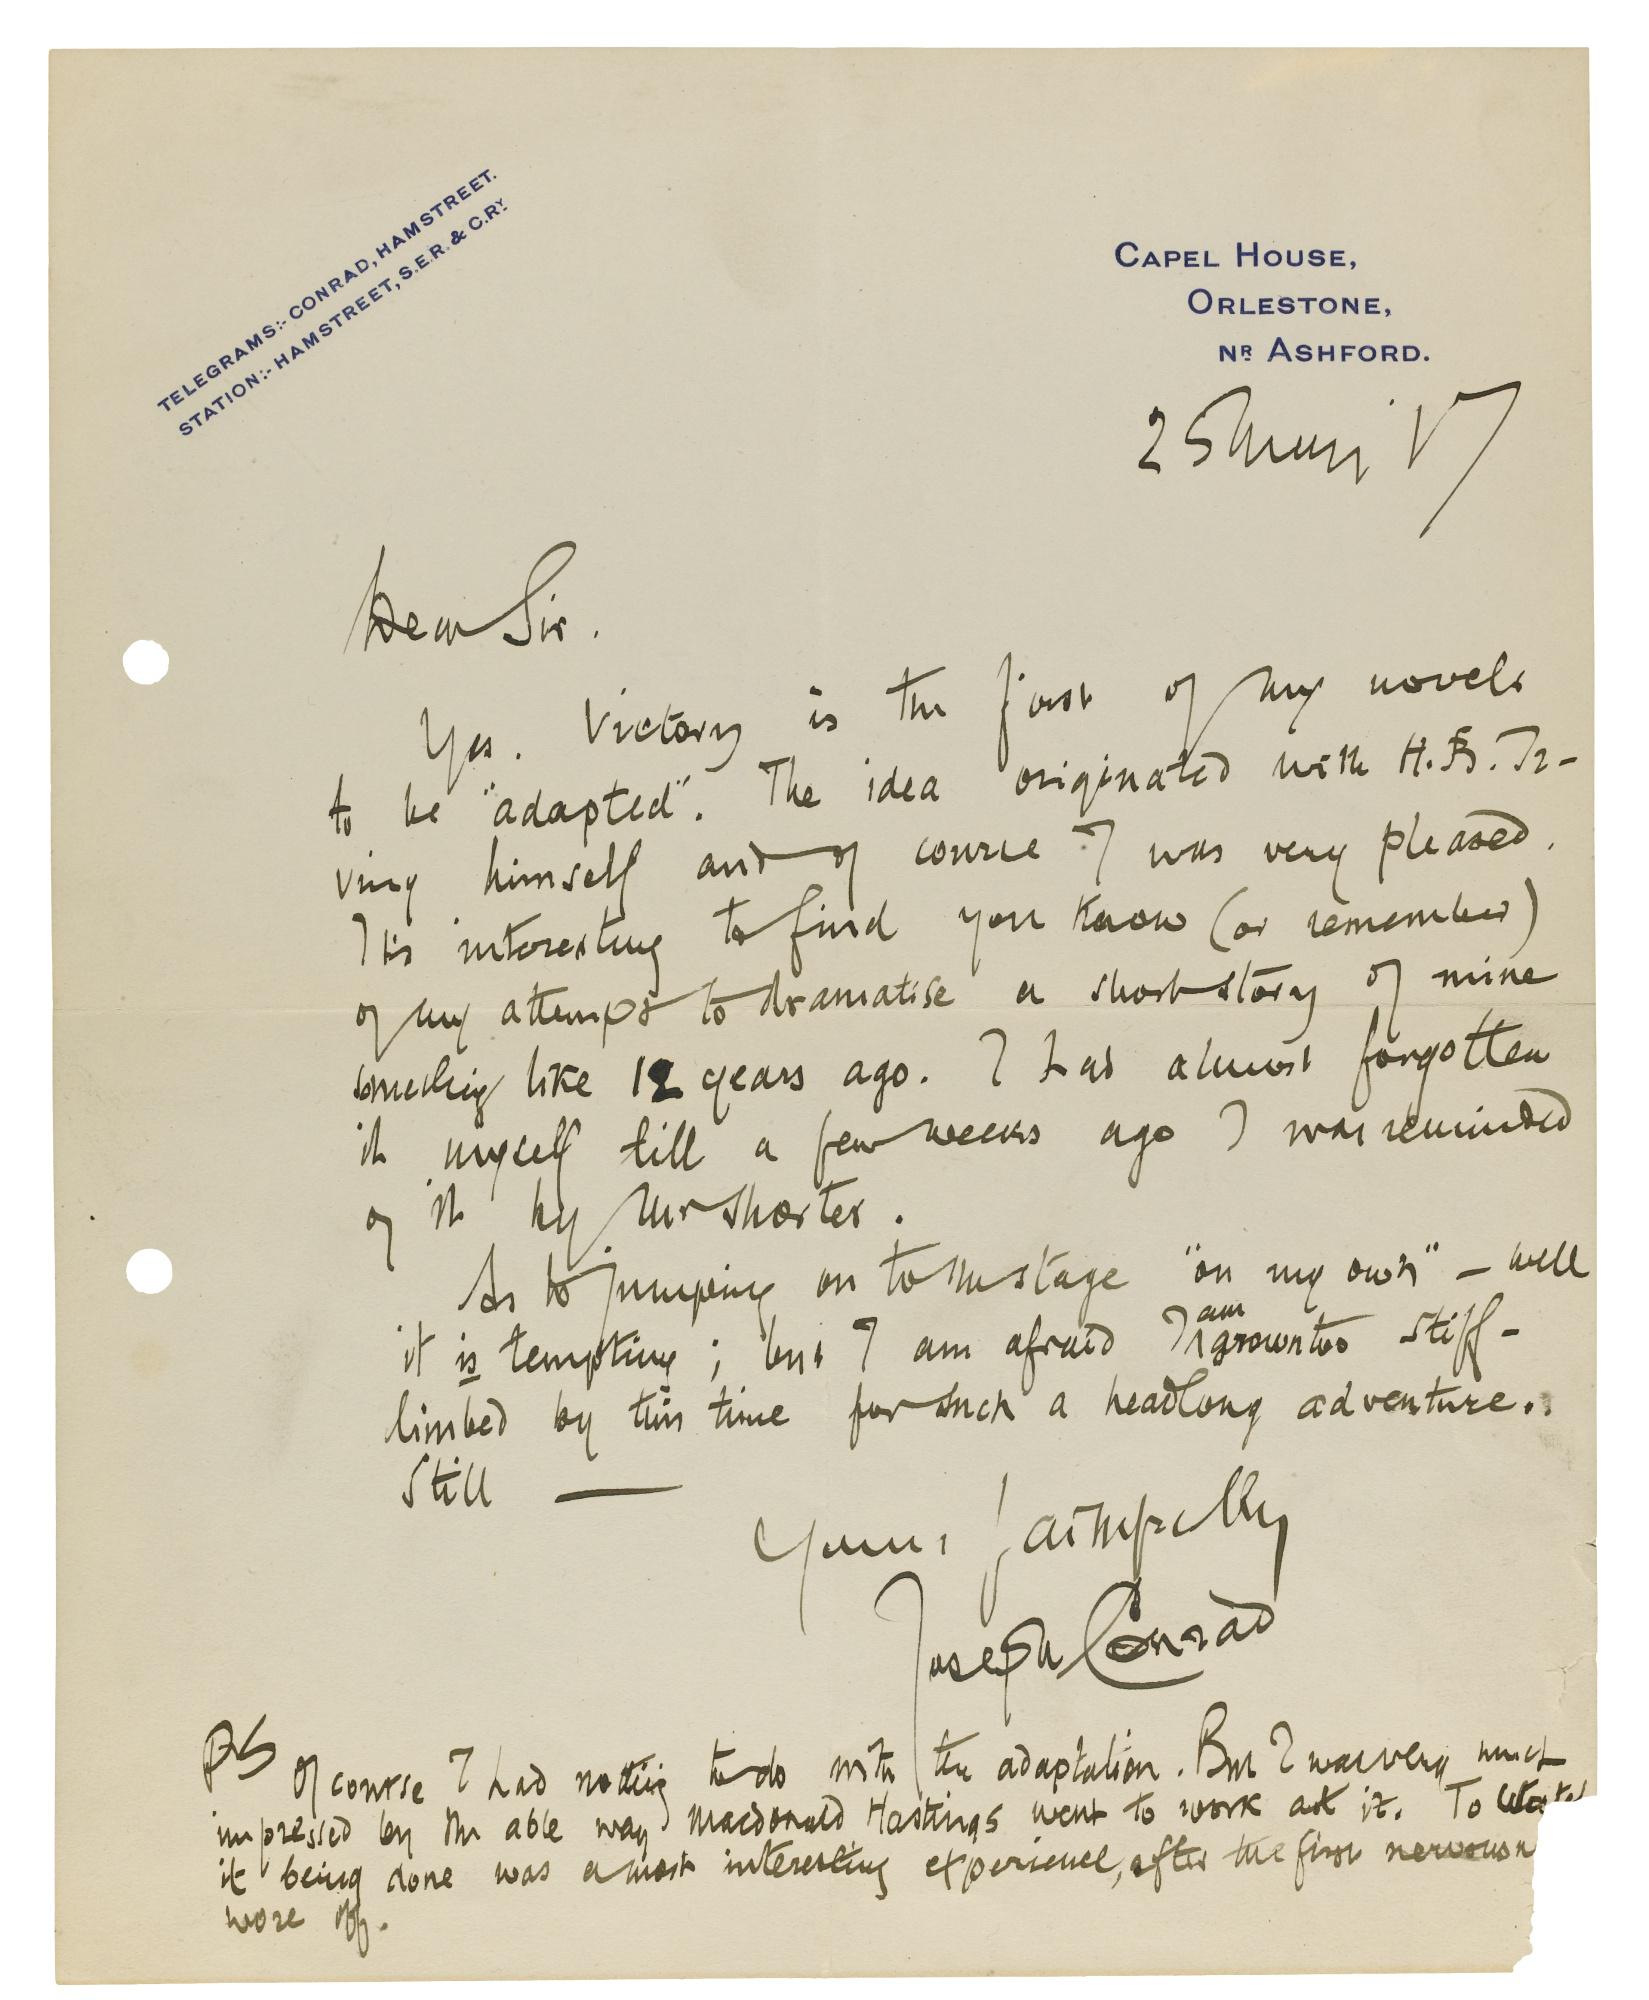 TELEGRAMS:- CONRAD, HAMSTREET.
STATION:- HAMSTREET, S.E.R. & C.RY.
CAPEL HOUSE,
ORLESTONE,
NR ASHFORD.
25 '17
Dear Sir.
Yes. Victory is the first of my novels
to be "adapted". The idea originated with H.B. Ir-
ving himself and of course I was very pleased.
It is interesting to find you know (or remember)
of my attempt to dramatise a short story of mine
something like 12 years ago. I had almost forgotten
it myself till a few weeks ago I was reminded
of it by Mr Shorter.
As to jumping on to the stage "on my own" – well
it is tempting; but I am afraid I am grown too stiff-
limbed by this time for such a headlong adventure.
Still —
Yours faithfully
Joseph Conrad
PS Of course I had nothing to do with the adaptation. But I was very much
impressed by the able way Macdonald Hastings went to work at it. To
it being done was a most interesting experience, after the first
wore off.